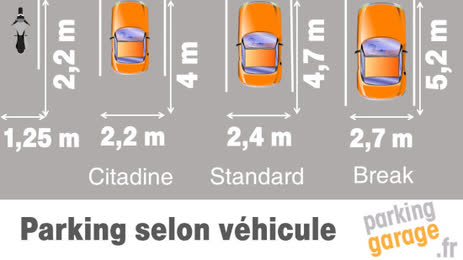 2,2 m
4 m
4,7 m
5,2 m
1,25 m
2,2 m
2,4 m
2,7 m
Citadine
Standard
Break
Parking selon véhicule
parking
garage.fr